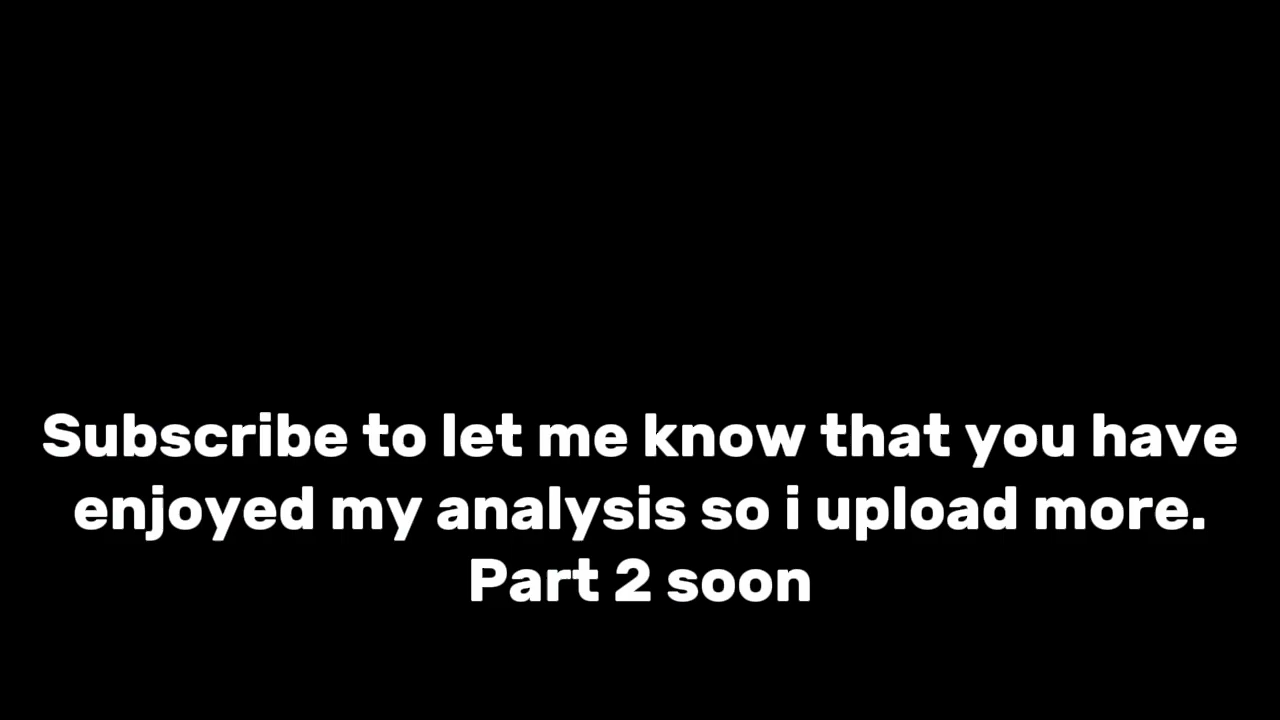 Subscribe to let me know that you have
enjoyed my analysis so i upload more.
Part 2 soon